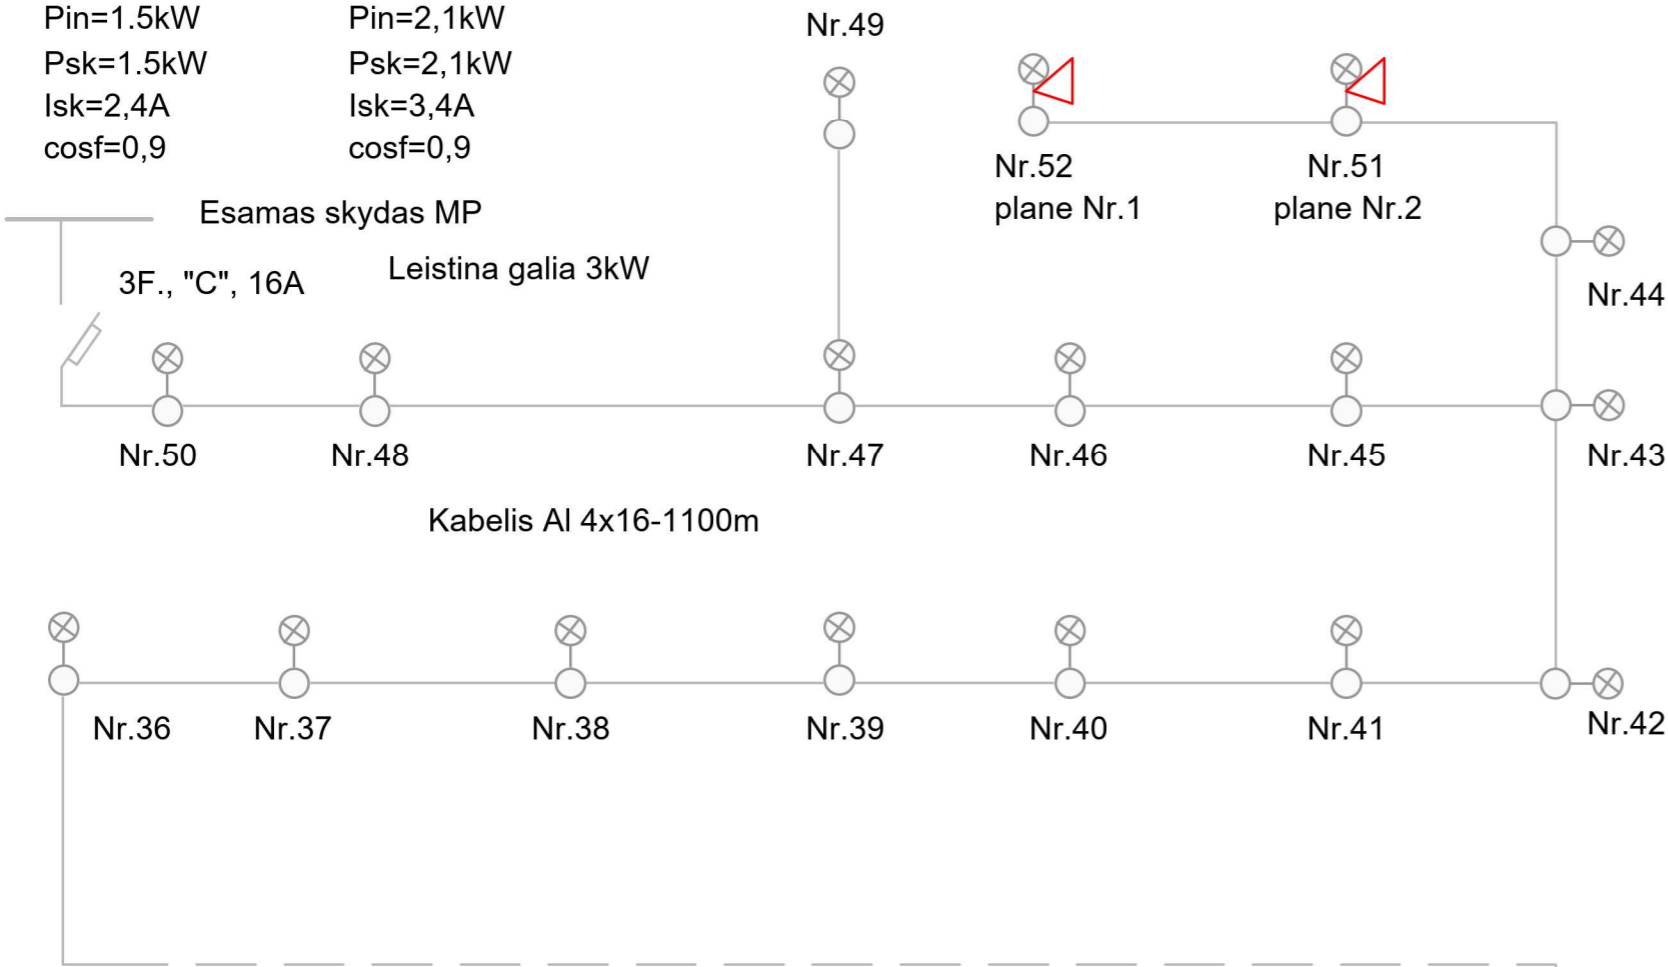 Pin=1.5kW
Psk=1.5kW
Isk=2,4A
cosf=0,9
Pin=2,1kW
Psk=2,1kW
Isk=3,4A
cosf=0,9
Nr.49
Nr.52
plane Nr.1
Nr.51
plane Nr.2
Esamas skydas MP
3F., "C", 16A
Leistina galia 3kW
Nr.44
Nr.50
Nr.48
Nr.47
Nr.46
Nr.45
Nr.43
Kabelis Al 4x16-1100m
Nr.36
Nr.37
Nr.38
Nr.39
Nr.40
Nr.41
Nr.42